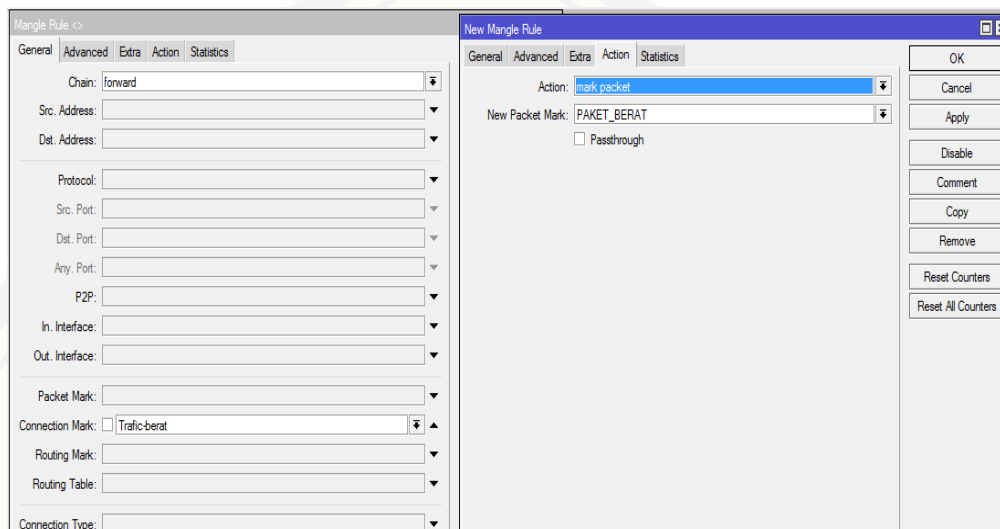 Mangle Rule <>
General Advanced Extra Action Statistics
Chain: forward
Src. Address:
Dst. Address:
Protocol:
Src. Port:
Dst. Port:
Any. Port:
P2P:
In. Interface:
Out. Interface:
Packet Mark:
Connection Mark: Trafic-berat
Routing Mark:
Routing Table:
Connection Type:
New Mangle Rule
General Advanced Extra Action Statistics
Action: mark packet
New Packet Mark: PAKET_BERAT
Passthrough
OK
Cancel
Apply
Disable
Comment
Copy
Remove
Reset Counters
Reset All Counters